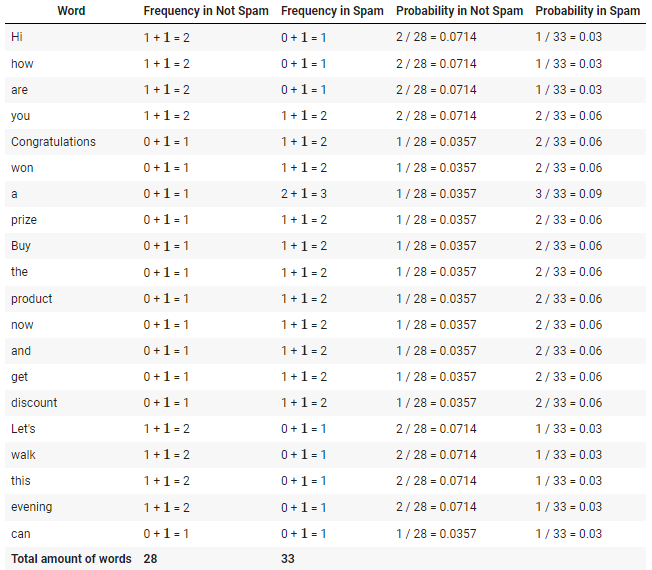 Word Frequency in Not Spam Frequency in Spam Probability in Not Spam Probability in Spam
Hi 1 + 1 = 2 0 + 1 = 1 2 / 28 = 0.0714 1 / 33 = 0.03
how 1 + 1 = 2 0 + 1 = 1 2 / 28 = 0.0714 1 / 33 = 0.03
are 1 + 1 = 2 0 + 1 = 1 2 / 28 = 0.0714 1 / 33 = 0.03
you 1 + 1 = 2 1 + 1 = 2 2 / 28 = 0.0714 2 / 33 = 0.06
Congratulations 0 + 1 = 1 1 + 1 = 2 1 / 28 = 0.0357 2 / 33 = 0.06
won 0 + 1 = 1 1 + 1 = 2 1 / 28 = 0.0357 2 / 33 = 0.06
a 0 + 1 = 1 2 + 1 = 3 1 / 28 = 0.0357 3 / 33 = 0.09
prize 0 + 1 = 1 1 + 1 = 2 1 / 28 = 0.0357 2 / 33 = 0.06
Buy 0 + 1 = 1 1 + 1 = 2 1 / 28 = 0.0357 2 / 33 = 0.06
the 0 + 1 = 1 1 + 1 = 2 1 / 28 = 0.0357 2 / 33 = 0.06
product 0 + 1 = 1 1 + 1 = 2 1 / 28 = 0.0357 2 / 33 = 0.06
now 0 + 1 = 1 1 + 1 = 2 1 / 28 = 0.0357 2 / 33 = 0.06
and 0 + 1 = 1 1 + 1 = 2 1 / 28 = 0.0357 2 / 33 = 0.06
get 0 + 1 = 1 1 + 1 = 2 1 / 28 = 0.0357 2 / 33 = 0.06
discount 0 + 1 = 1 1 + 1 = 2 1 / 28 = 0.0357 2 / 33 = 0.06
Let's 1 + 1 = 2 0 + 1 = 1 2 / 28 = 0.0714 1 / 33 = 0.03
walk 1 + 1 = 2 0 + 1 = 1 2 / 28 = 0.0714 1 / 33 = 0.03
this 1 + 1 = 2 0 + 1 = 1 2 / 28 = 0.0714 1 / 33 = 0.03
evening 1 + 1 = 2 0 + 1 = 1 2 / 28 = 0.0714 1 / 33 = 0.03
can 0 + 1 = 1 0 + 1 = 1 1 / 28 = 0.0357 1 / 33 = 0.03
Total amount of words 28 33